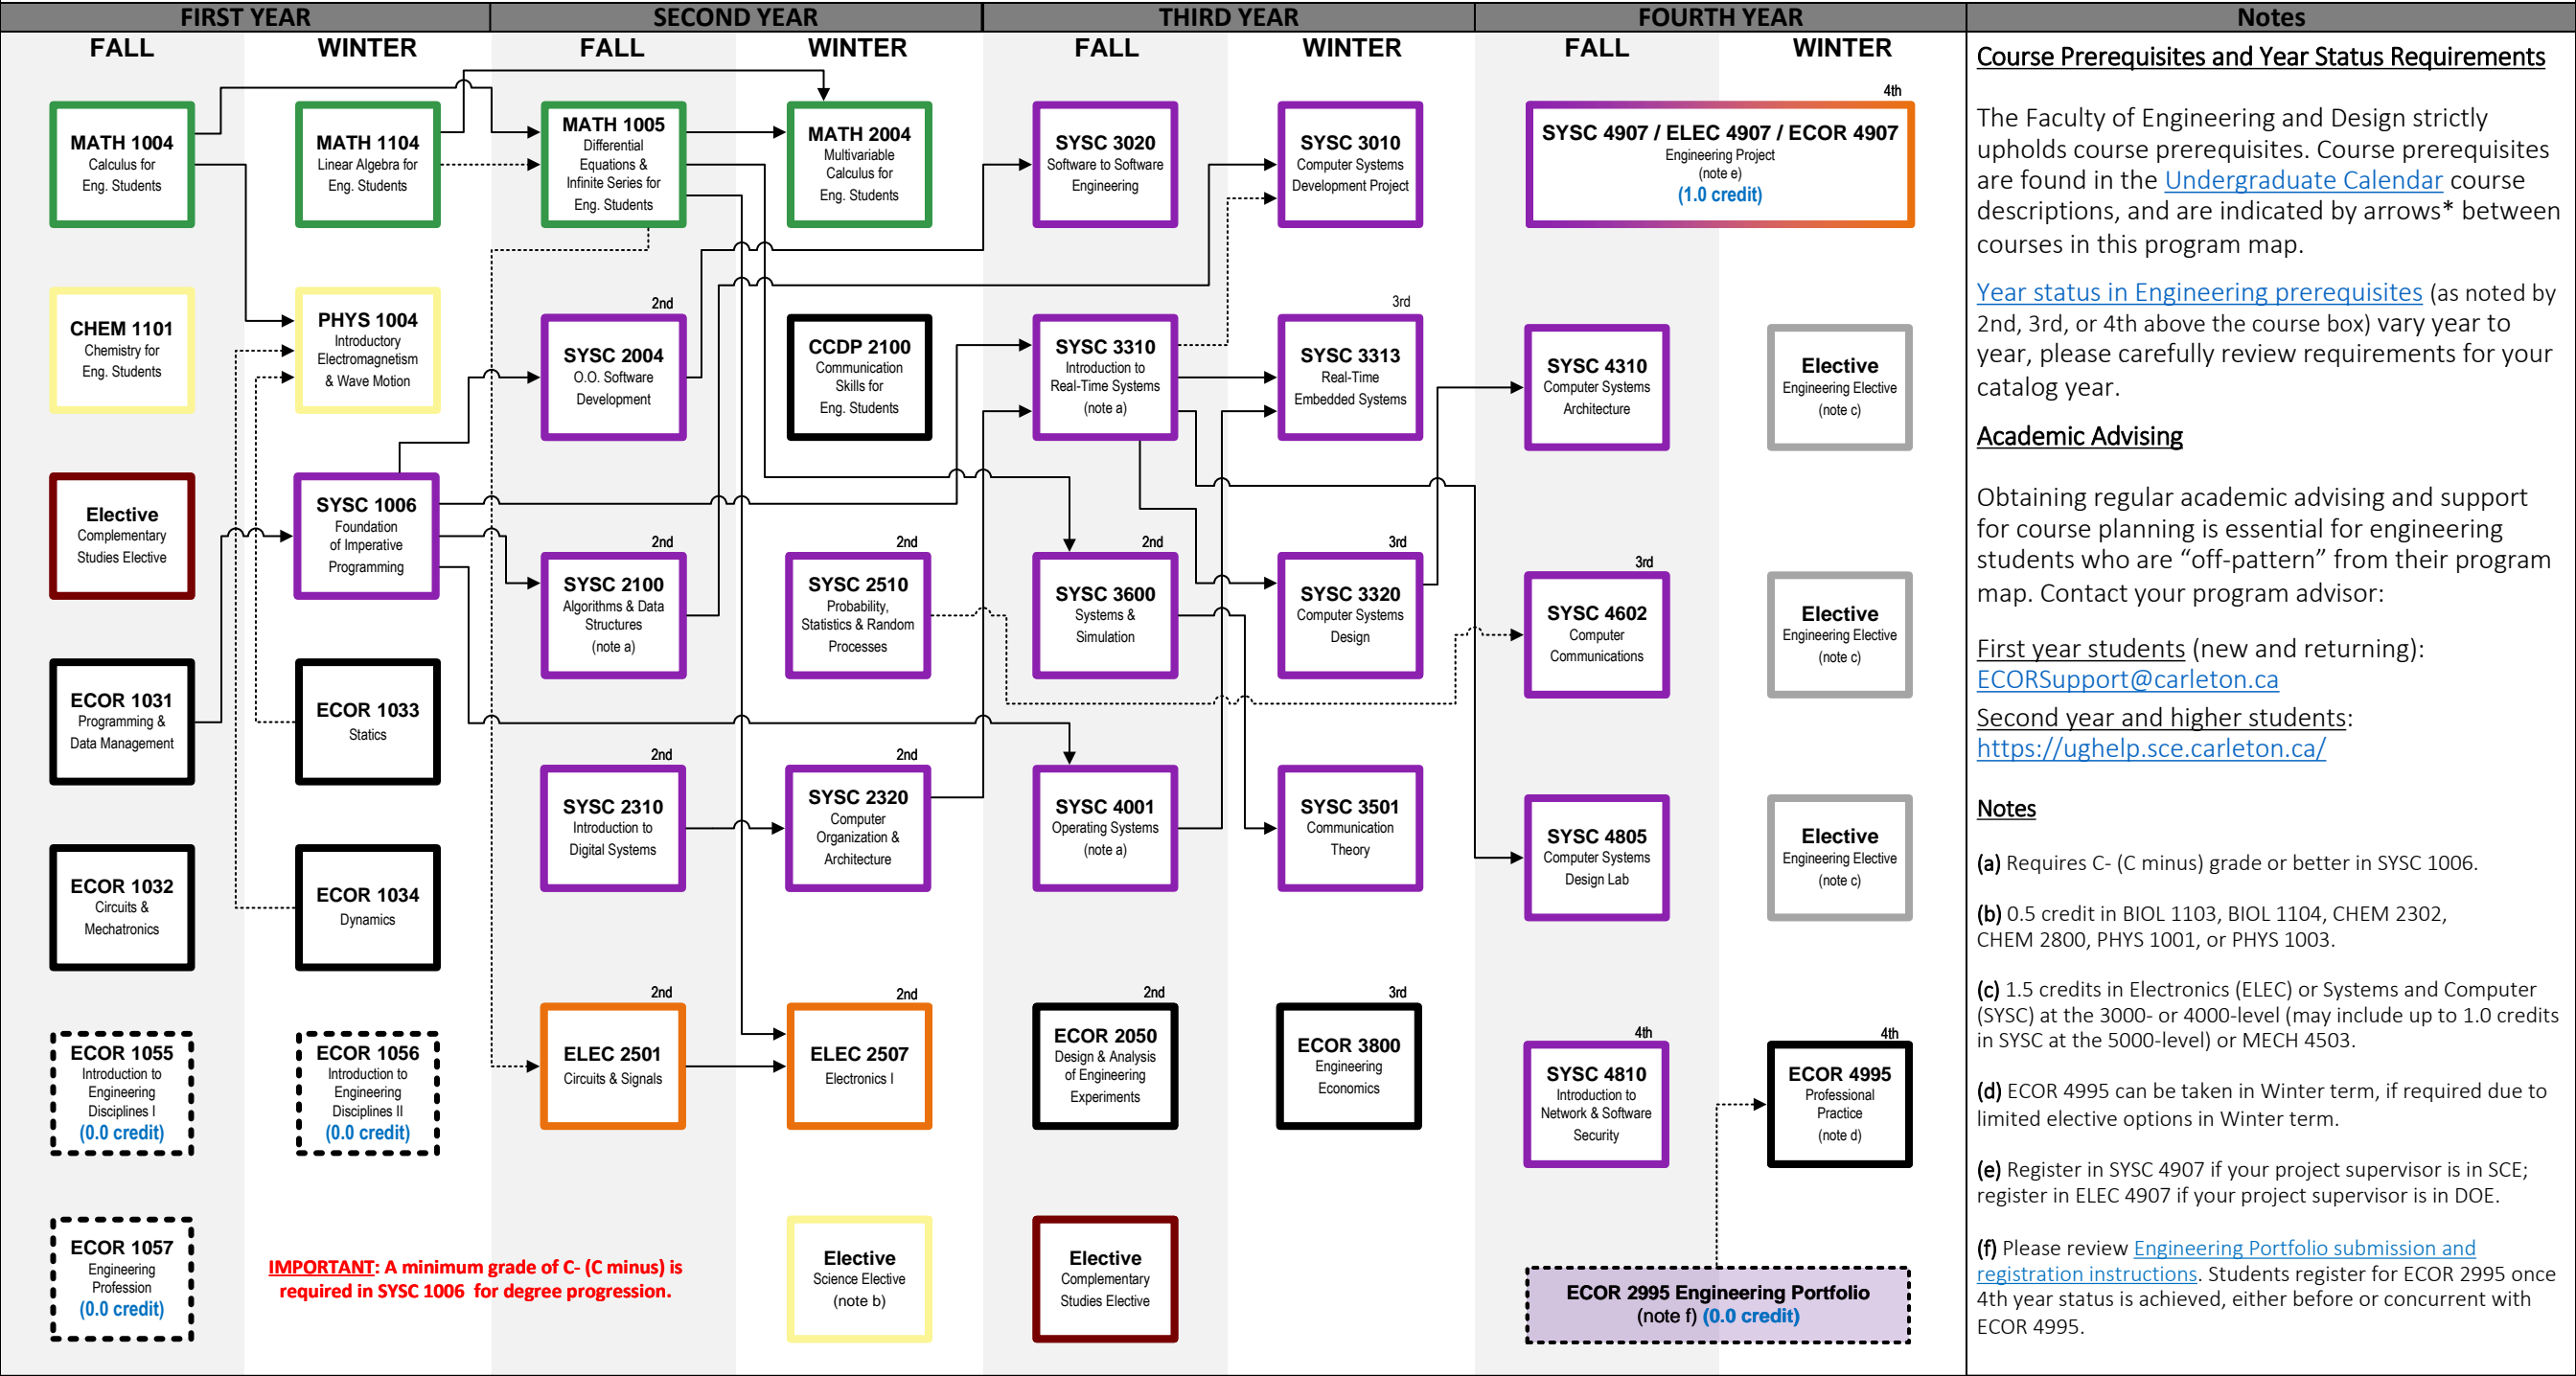 FIRST YEAR
SECOND YEAR
THIRD YEAR
FOURTH YEAR
Notes
FALL
WINTER
FALL
WINTER
FALL
WINTER
FALL
WINTER
MATH 1004
Calculus for
Eng. Students
CHEM 1101
Chemistry for
Eng. Students
Elective
Complementary
Studies Elective
ECOR 1031
Programming &
Data Management
ECOR 1032
Circuits &
Mechatronics
ECOR 1055
Introduction to
Engineering
Disciplines I
(0.0 credit)
ECOR 1057
Engineering
Profession
(0.0 credit)
MATH 1104
Linear Algebra for
Eng. Students
PHYS 1004
Introductory
Electromagnetism
& Wave Motion
SYSC 1006
Foundation
of Imperative
Programming
ECOR 1033
Statics
ECOR 1034
Dynamics
ECOR 1056
Introduction to
Engineering
Disciplines II
(0.0 credit)
IMPORTANT: A minimum grade of C- (C minus) is
required in SYSC 1006 for degree progression.
MATH 1005
Differential
Equations &
Infinite Series for
Eng. Students
2nd
SYSC 2004
O.O. Software
Development
2nd
SYSC 2100
Algorithms & Data
Structures
(note a)
2nd
SYSC 2310
Introduction to
Digital Systems
2nd
ELEC 2501
Circuits & Signals
MATH 2004
Multivariable
Calculus for
Eng. Students
CCDP 2100
Communication
Skills for
Eng. Students
2nd
SYSC 2510
Probability,
Statistics & Random
Processes
2nd
SYSC 2320
Computer
Organization &
Architecture
2nd
ELEC 2507
Electronics I
Elective
Science Elective
(note b)
SYSC 3020
Software to Software
Engineering
SYSC 3310
Introduction to
Real-Time Systems
(note a)
2nd
SYSC 3600
Systems &
Simulation
SYSC 4001
Operating Systems
(note a)
2nd
ECOR 2050
Design & Analysis
of Engineering
Experiments
Elective
Complementary
Studies Elective
SYSC 3010
Computer Systems
Development Project
3rd
SYSC 3313
Real-Time
Embedded Systems
3rd
SYSC 3320
Computer Systems
Design
SYSC 3501
Communication
Theory
3rd
ECOR 3800
Engineering
Economics
4th
SYSC 4907 / ELEC 4907 / ECOR 4907
Engineering Project
(note e)
(1.0 credit)
SYSC 4310
Computer Systems
Architecture
3rd
SYSC 4602
Computer
Communications
SYSC 4805
Computer Systems
Design Lab
4th
SYSC 4810
Introduction to
Network & Software
Security
Elective
Engineering Elective
(note c)
Elective
Engineering Elective
(note c)
Elective
Engineering Elective
(note c)
4th
ECOR 4995
Professional
Practice
(note d)
ECOR 2995 Engineering Portfolio
(note f) (0.0 credit)
Course Prerequisites and Year Status Requirements
The Faculty of Engineering and Design strictly
upholds course prerequisites. Course prerequisites
are found in the Undergraduate Calendar course
descriptions, and are indicated by arrows* between
courses in this program map.
Year status in Engineering prerequisites (as noted by
2nd, 3rd, or 4th above the course box) vary year to
year, please carefully review requirements for your
catalog year.
Academic Advising
Obtaining regular academic advising and support
for course planning is essential for engineering
students who are “off-pattern” from their program
map. Contact your program advisor:
First year students (new and returning):
ECORSupport@carleton.ca
Second year and higher students:
https://ughelp.sce.carleton.ca/
Notes
(a) Requires C- (C minus) grade or better in SYSC 1006.
(b) 0.5 credit in BIOL 1103, BIOL 1104, CHEM 2302,
CHEM 2800, PHYS 1001, or PHYS 1003.
(c) 1.5 credits in Electronics (ELEC) or Systems and Computer
(SYSC) at the 3000- or 4000-level (may include up to 1.0 credits
in SYSC at the 5000-level) or MECH 4503.
(d) ECOR 4995 can be taken in Winter term, if required due to
limited elective options in Winter term.
(e) Register in SYSC 4907 if your project supervisor is in SCE;
register in ELEC 4907 if your project supervisor is in DOE.
(f) Please review Engineering Portfolio submission and
registration instructions. Students register for ECOR 2995 once
4th year status is achieved, either before or concurrent with
ECOR 4995.